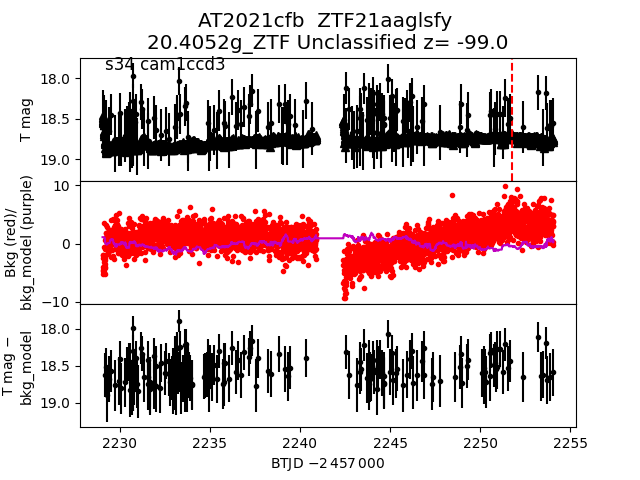 AT2021cfb ZTF21aaglsfy
20.4052g_ZTF Unclassified z= -99.0
s34 cam1ccd3
T mag
18.0
18.5
19.0
Bkg (red)/
bkg_model (purple)
10
0
−10
T mag −
bkg_model
18.0
18.5
19.0
2230 2235 2240 2245 2250 2255
BTJD −2 457 000